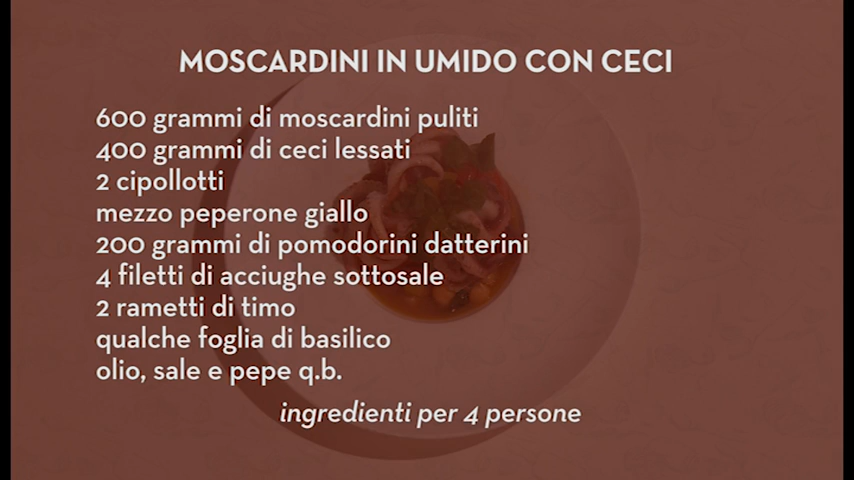 MOSCARDINI IN UMIDO CON CECI
600 grammi di moscardini puliti
400 grammi di ceci lessati
2 cipollotti
mezzo peperone giallo
200 grammi di pomodorini datterini
4 filetti di acciughe sottosale
2 rametti di timo
qualche foglia di basilico
olio, sale e pepe q.b.
ingredienti per 4 persone